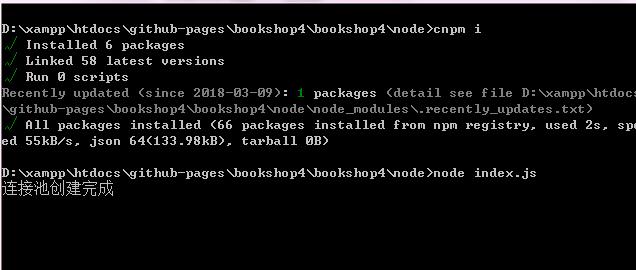 D:\xampp\htdocs\github-pages\bookshop4\bookshop4\node>cnpm i
√ Installed 6 packages
√ Linked 58 latest versions
√ Run 0 scripts
Recently updated (since 2018-03-09): 1 packages (detail see file D:\xampp\htdocs
\github-pages\bookshop4\bookshop4\node\node_modules\.recently_updates.txt)
√ All packages installed (66 packages installed from npm registry, used 2s, spe
ed 55kB/s, json 64(133.98kB), tarball 0B)
D:\xampp\htdocs\github-pages\bookshop4\bookshop4\node>node index.js
连接池创建完成